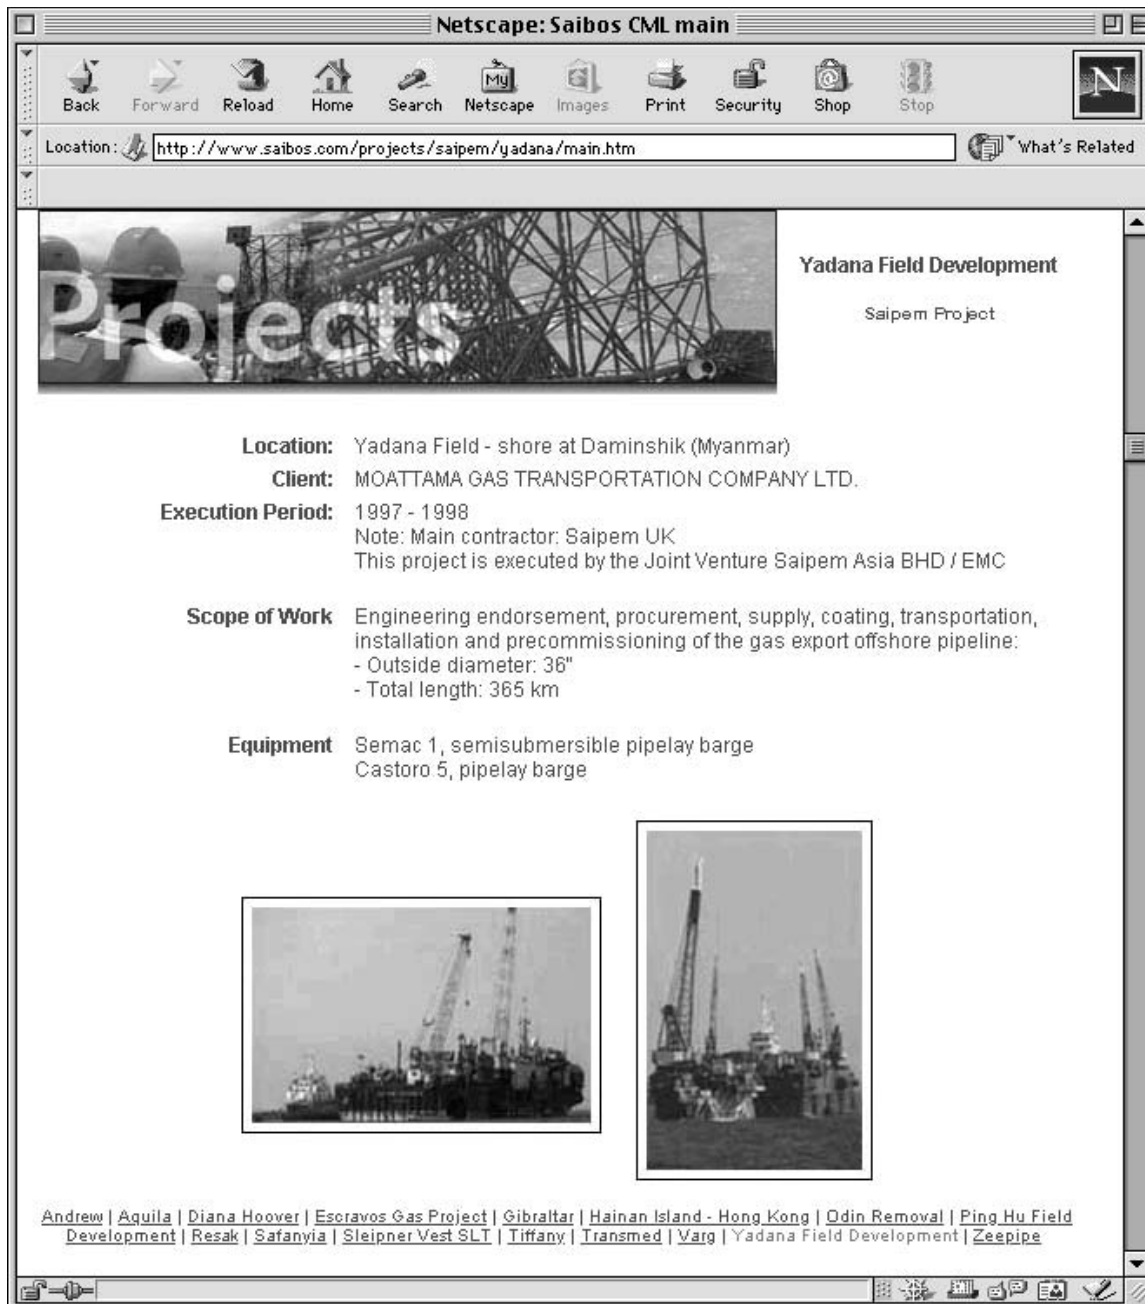 Netscape: Saibos CML main
Back Forward Reload Home Search Netscape Images Print Security Shop Stop
My
N
Location: http://www.saibos.com/projects/saipem/yadana/main.htm What's Related
Projects
Yadana Field Development
Saipem Project
Location: Yadana Field - shore at Daminshik (Myanmar)
Client: MOATTAMA GAS TRANSPORTATION COMPANY LTD.
Execution Period: 1997 - 1998
Note: Main contractor: Saipem UK
This project is executed by the Joint Venture Saipem Asia BHD / EMC
Scope of Work Engineering endorsement, procurement, supply, coating, transportation,
installation and precommissioning of the gas export offshore pipeline:
- Outside diameter: 36"
- Total length: 365 km
Equipment Semac 1, semisubmersible pipelay barge
Castoro 5, pipelay barge
Andrew | Aquila | Diana Hoover | Escravos Gas Project | Gibraltar | Hainan Island - Hong Kong | Odin Removal | Ping Hu Field
Development | Resak | Safanyia | Sleipner Vest SLT | Tiffany | Transmed | Varg | Yadana Field Development | Zeepipe